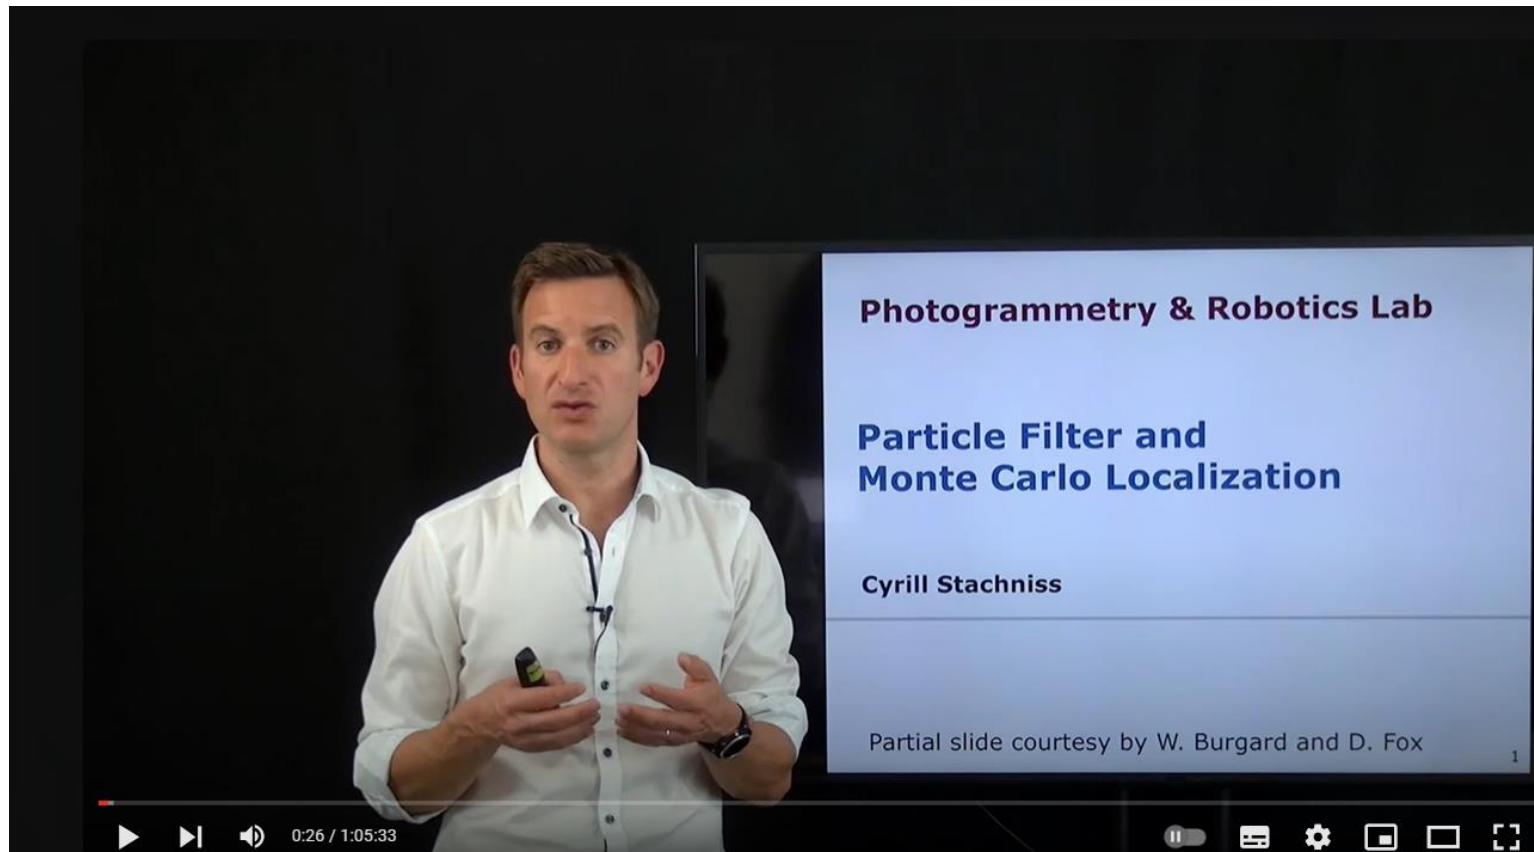 Photogrammetry & Robotics Lab
Particle Filter and
Monte Carlo Localization
Cyrill Stachniss
Partial slide courtesy by W. Burgard and D. Fox
1
0:26 / 1:05:33